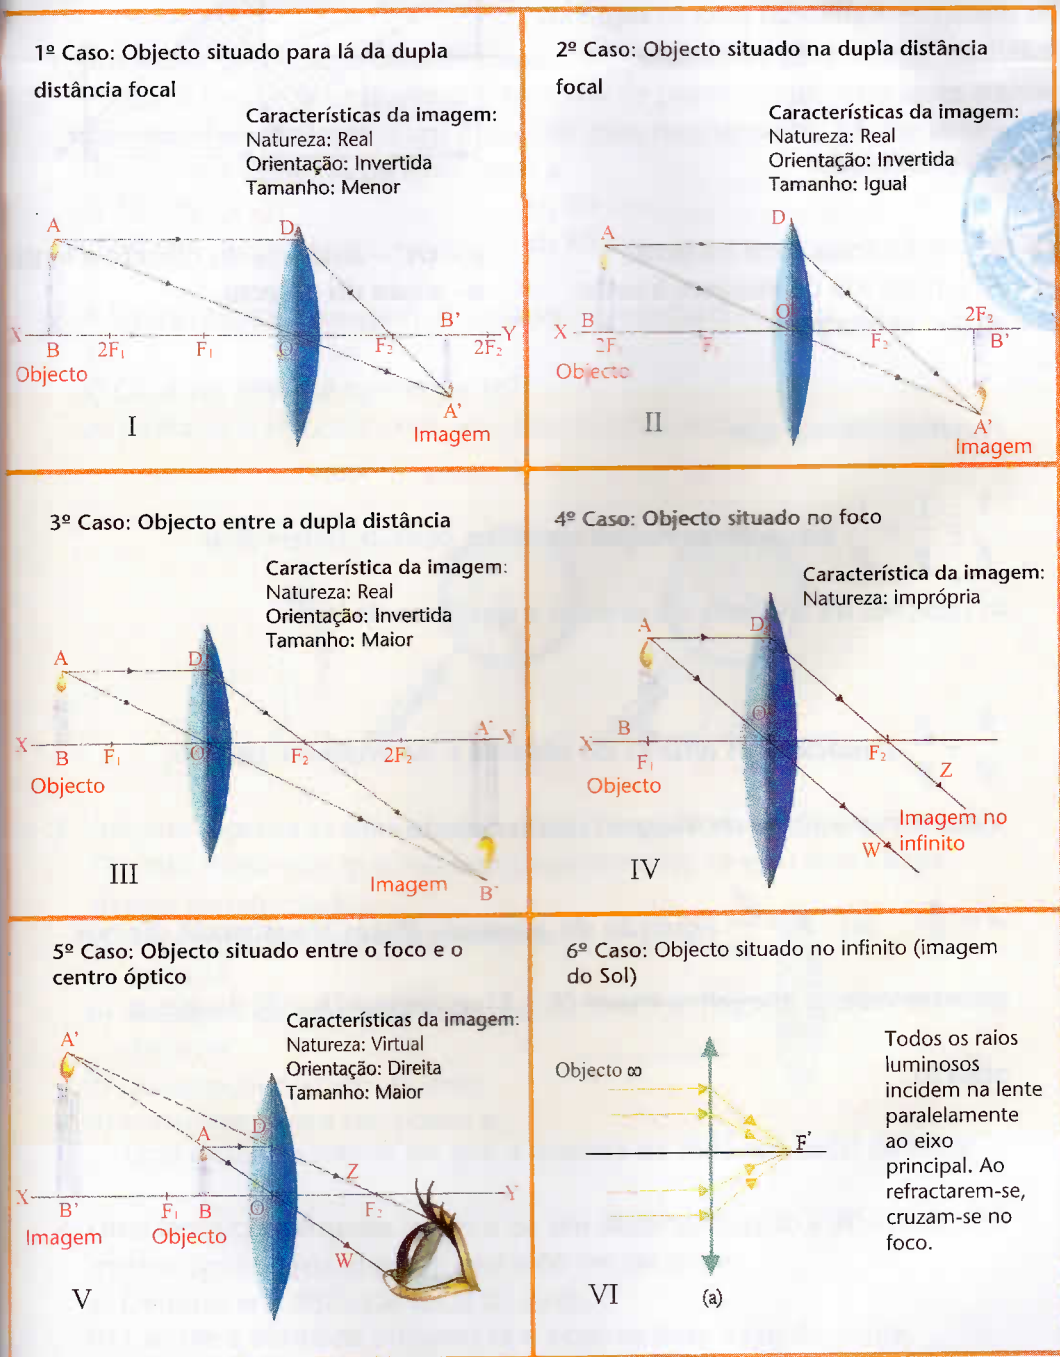 1º Caso: Objecto situado para lá da dupla
distância focal
Características da imagem:
Natureza: Real
Orientação: Invertida
Tamanho: Menor
A
D
X
B
2F₁
F₁
O
F₂
B'
2F₂
Y
Objecto
A'
Imagem
I
2º Caso: Objecto situado na dupla distância
focal
Características da imagem:
Natureza: Real
Orientação: Invertida
Tamanho: Igual
A
D
X
B
2F₁
F₁
O
F₂
2F₂
B'
Objecto
A'
Imagem
II
3º Caso: Objecto entre a dupla distância
Característica da imagem:
Natureza: Real
Orientação: Invertida
Tamanho: Maior
A
D
X
B
F₁
O
F₂
2F₂
A'
Y
Objecto
Imagem
B'
III
4º Caso: Objecto situado no foco
Característica da imagem:
Natureza: imprópria
A
D
X
B
F₁
O
F₂
Z
Objecto
Imagem no
infinito
W
IV
5º Caso: Objecto situado entre o foco e o
centro óptico
Características da imagem:
Natureza: Virtual
Orientação: Direita
Tamanho: Maior
A'
A
D
Z
X
B'
F₁
B
O
F₂
Y
Imagem
Objecto
W
V
6º Caso: Objecto situado no infinito (imagem
do Sol)
Objecto ∞
F'
Todos os raios
luminosos
incidem na lente
paralelamente
ao eixo
principal. Ao
refractarem-se,
cruzam-se no
foco.
VI
(a)